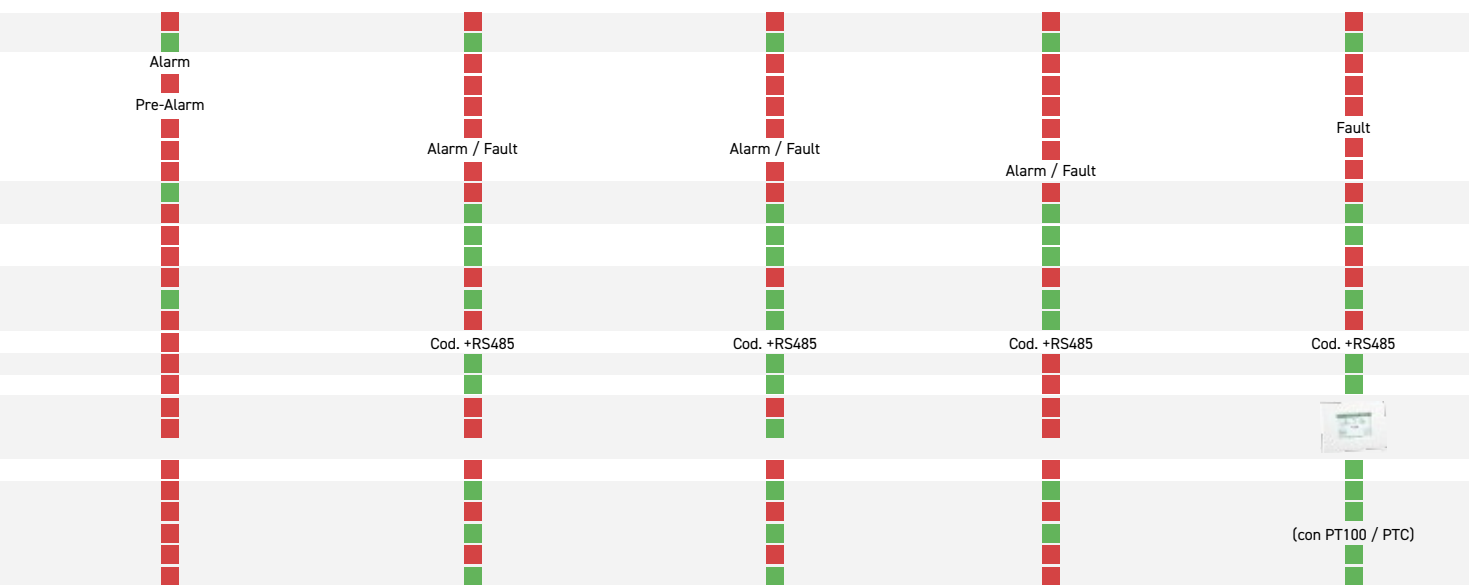 Alarm
Pre-Alarm
Fault
Alarm / Fault
Alarm / Fault
Alarm / Fault
Cod. +RS485
Cod. +RS485
Cod. +RS485
Cod. +RS485
(con PT100 / PTC)